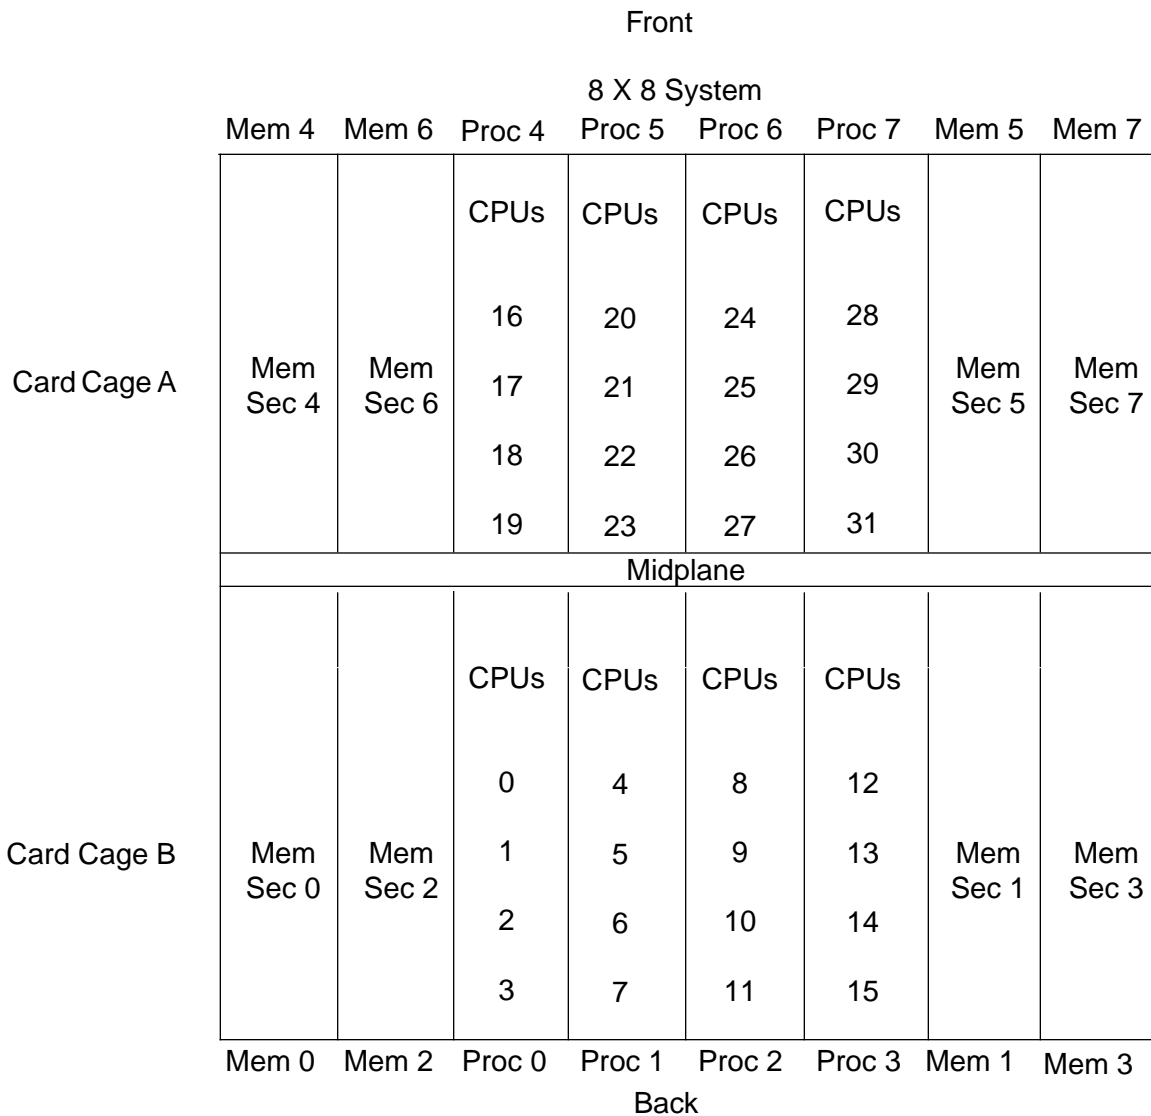 Front
8 X 8 System
Mem 4 Mem 6 Proc 4 Proc 5 Proc 6 Proc 7 Mem 5 Mem 7
CPUs CPUs CPUs CPUs
16 20 24 28
Card Cage A
Mem Sec 4
Mem Sec 6
17 21 25 29
Mem Sec 5
Mem Sec 7
18 22 26 30
19 23 27 31
Midplane
CPUs CPUs CPUs CPUs
0 4 8 12
Card Cage B
Mem Sec 0
Mem Sec 2
1 5 9 13
Mem Sec 1
Mem Sec 3
2 6 10 14
3 7 11 15
Mem 0 Mem 2 Proc 0 Proc 1 Proc 2 Proc 3 Mem 1 Mem 3
Back